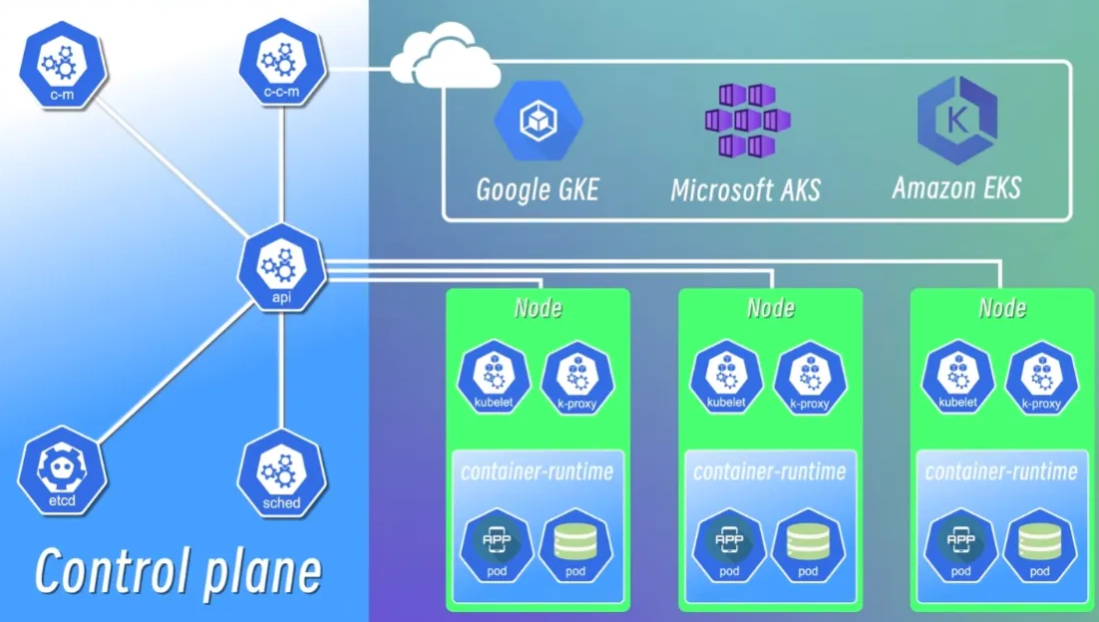 c-m
c-c-m
Google GKE
Microsoft AKS
K
Amazon EKS
api
etcd
sched
Control plane
Node
kubelet
k-proxy
container-runtime
APP
pod
pod
Node
kubelet
k-proxy
container-runtime
APP
pod
pod
Node
kubelet
k-proxy
container-runtime
APP
pod
pod